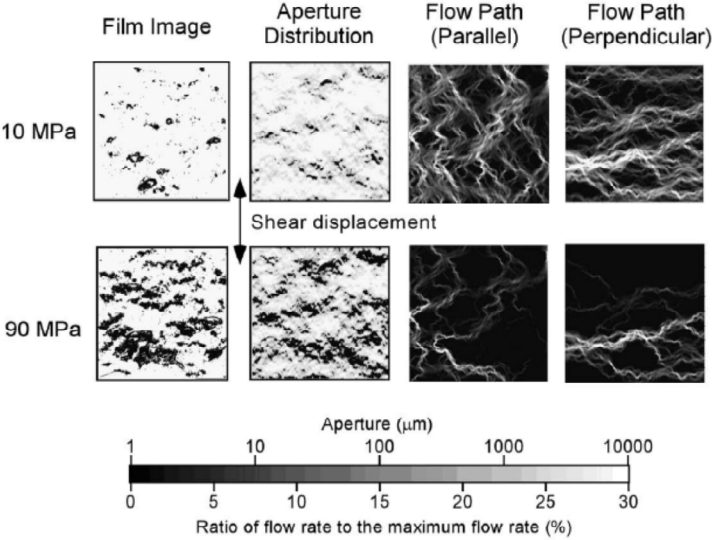 Film Image
Aperture
Distribution
Flow Path
(Parallel)
Flow Path
(Perpendicular)
10 MPa
Shear displacement
90 MPa
Aperture (μm)
1 10 100 1000 10000
0 5 10 15 20 25 30
Ratio of flow rate to the maximum flow rate (%)